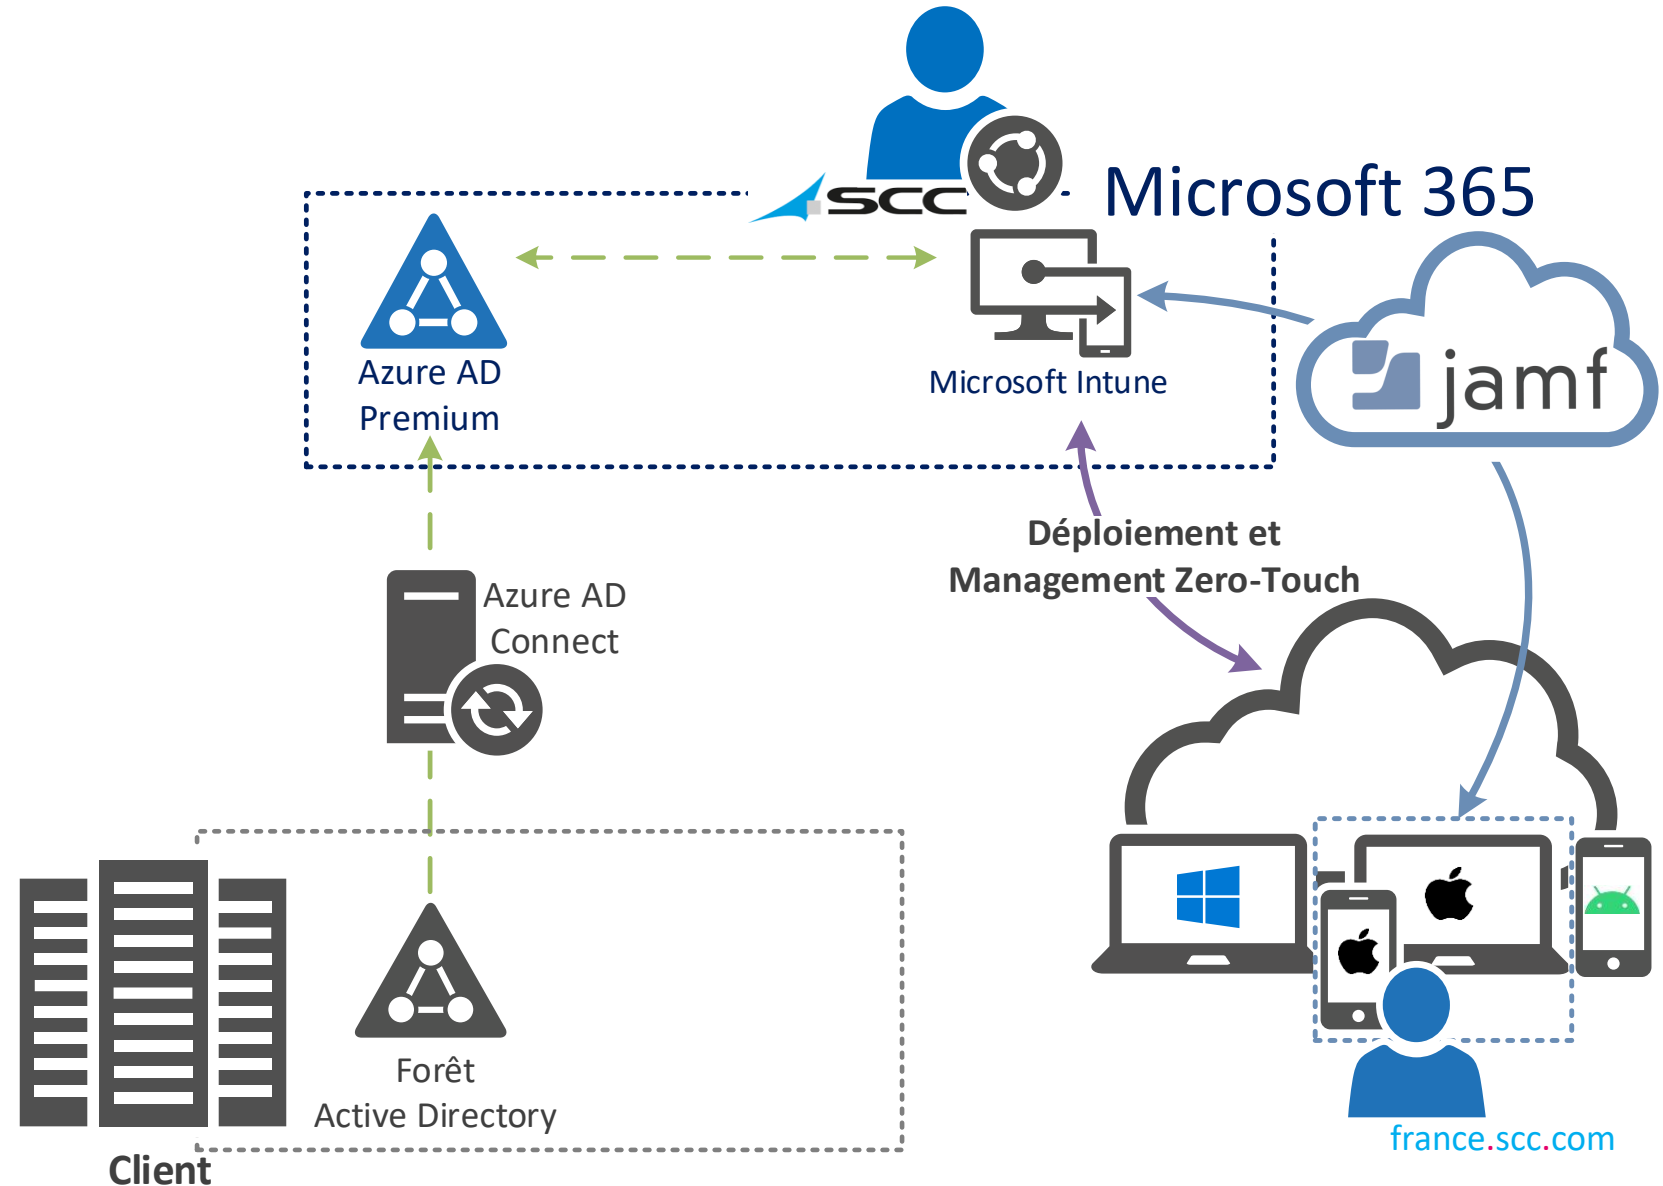 SCC
Microsoft 365
Azure AD
Premium
Microsoft Intune
jamf
Déploiement et
Management Zero-Touch
Azure AD
Connect
Forêt
Active Directory
Client
france.scc.com